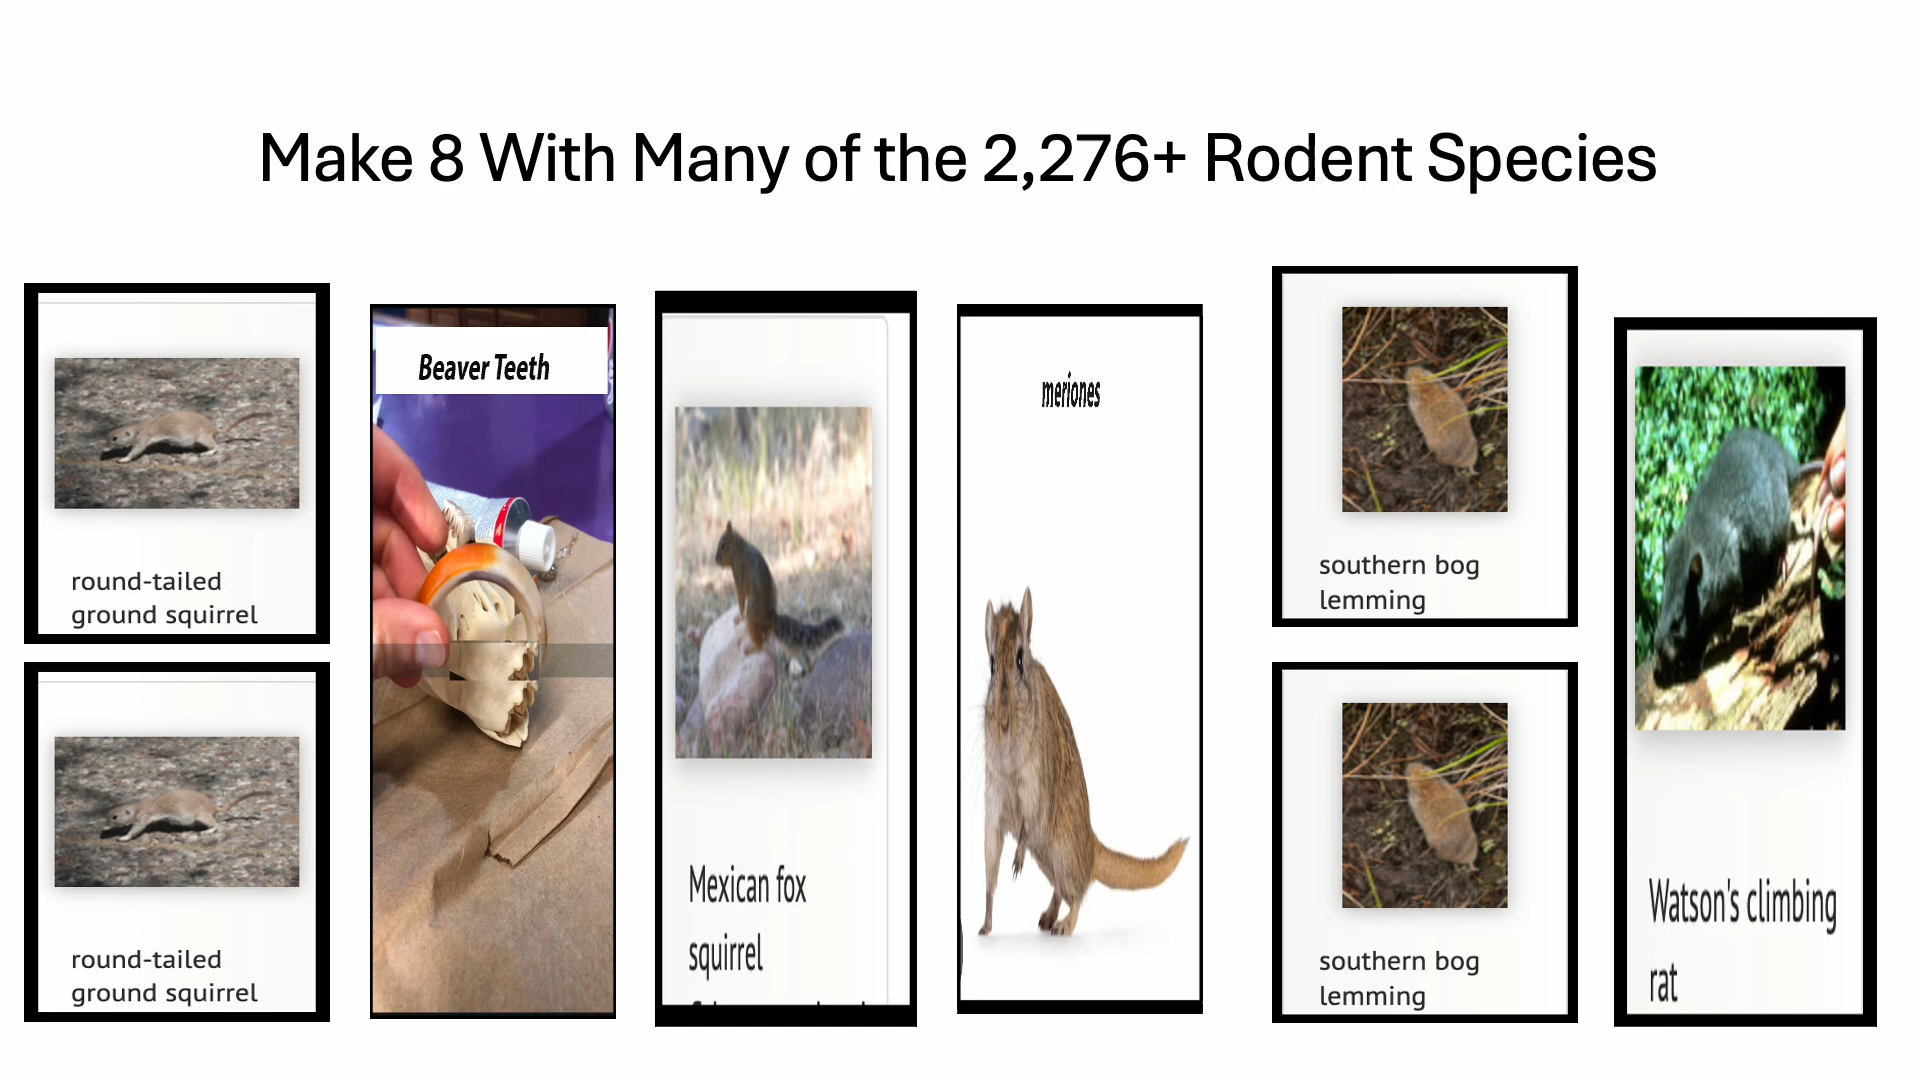 Make 8 With Many of the 2,276+ Rodent Species
round-tailed
ground squirrel
round-tailed
ground squirrel
Beaver Teeth
Mexican fox
squirrel
meriones
southern bog
lemming
southern bog
lemming
Watson's climbing
rat